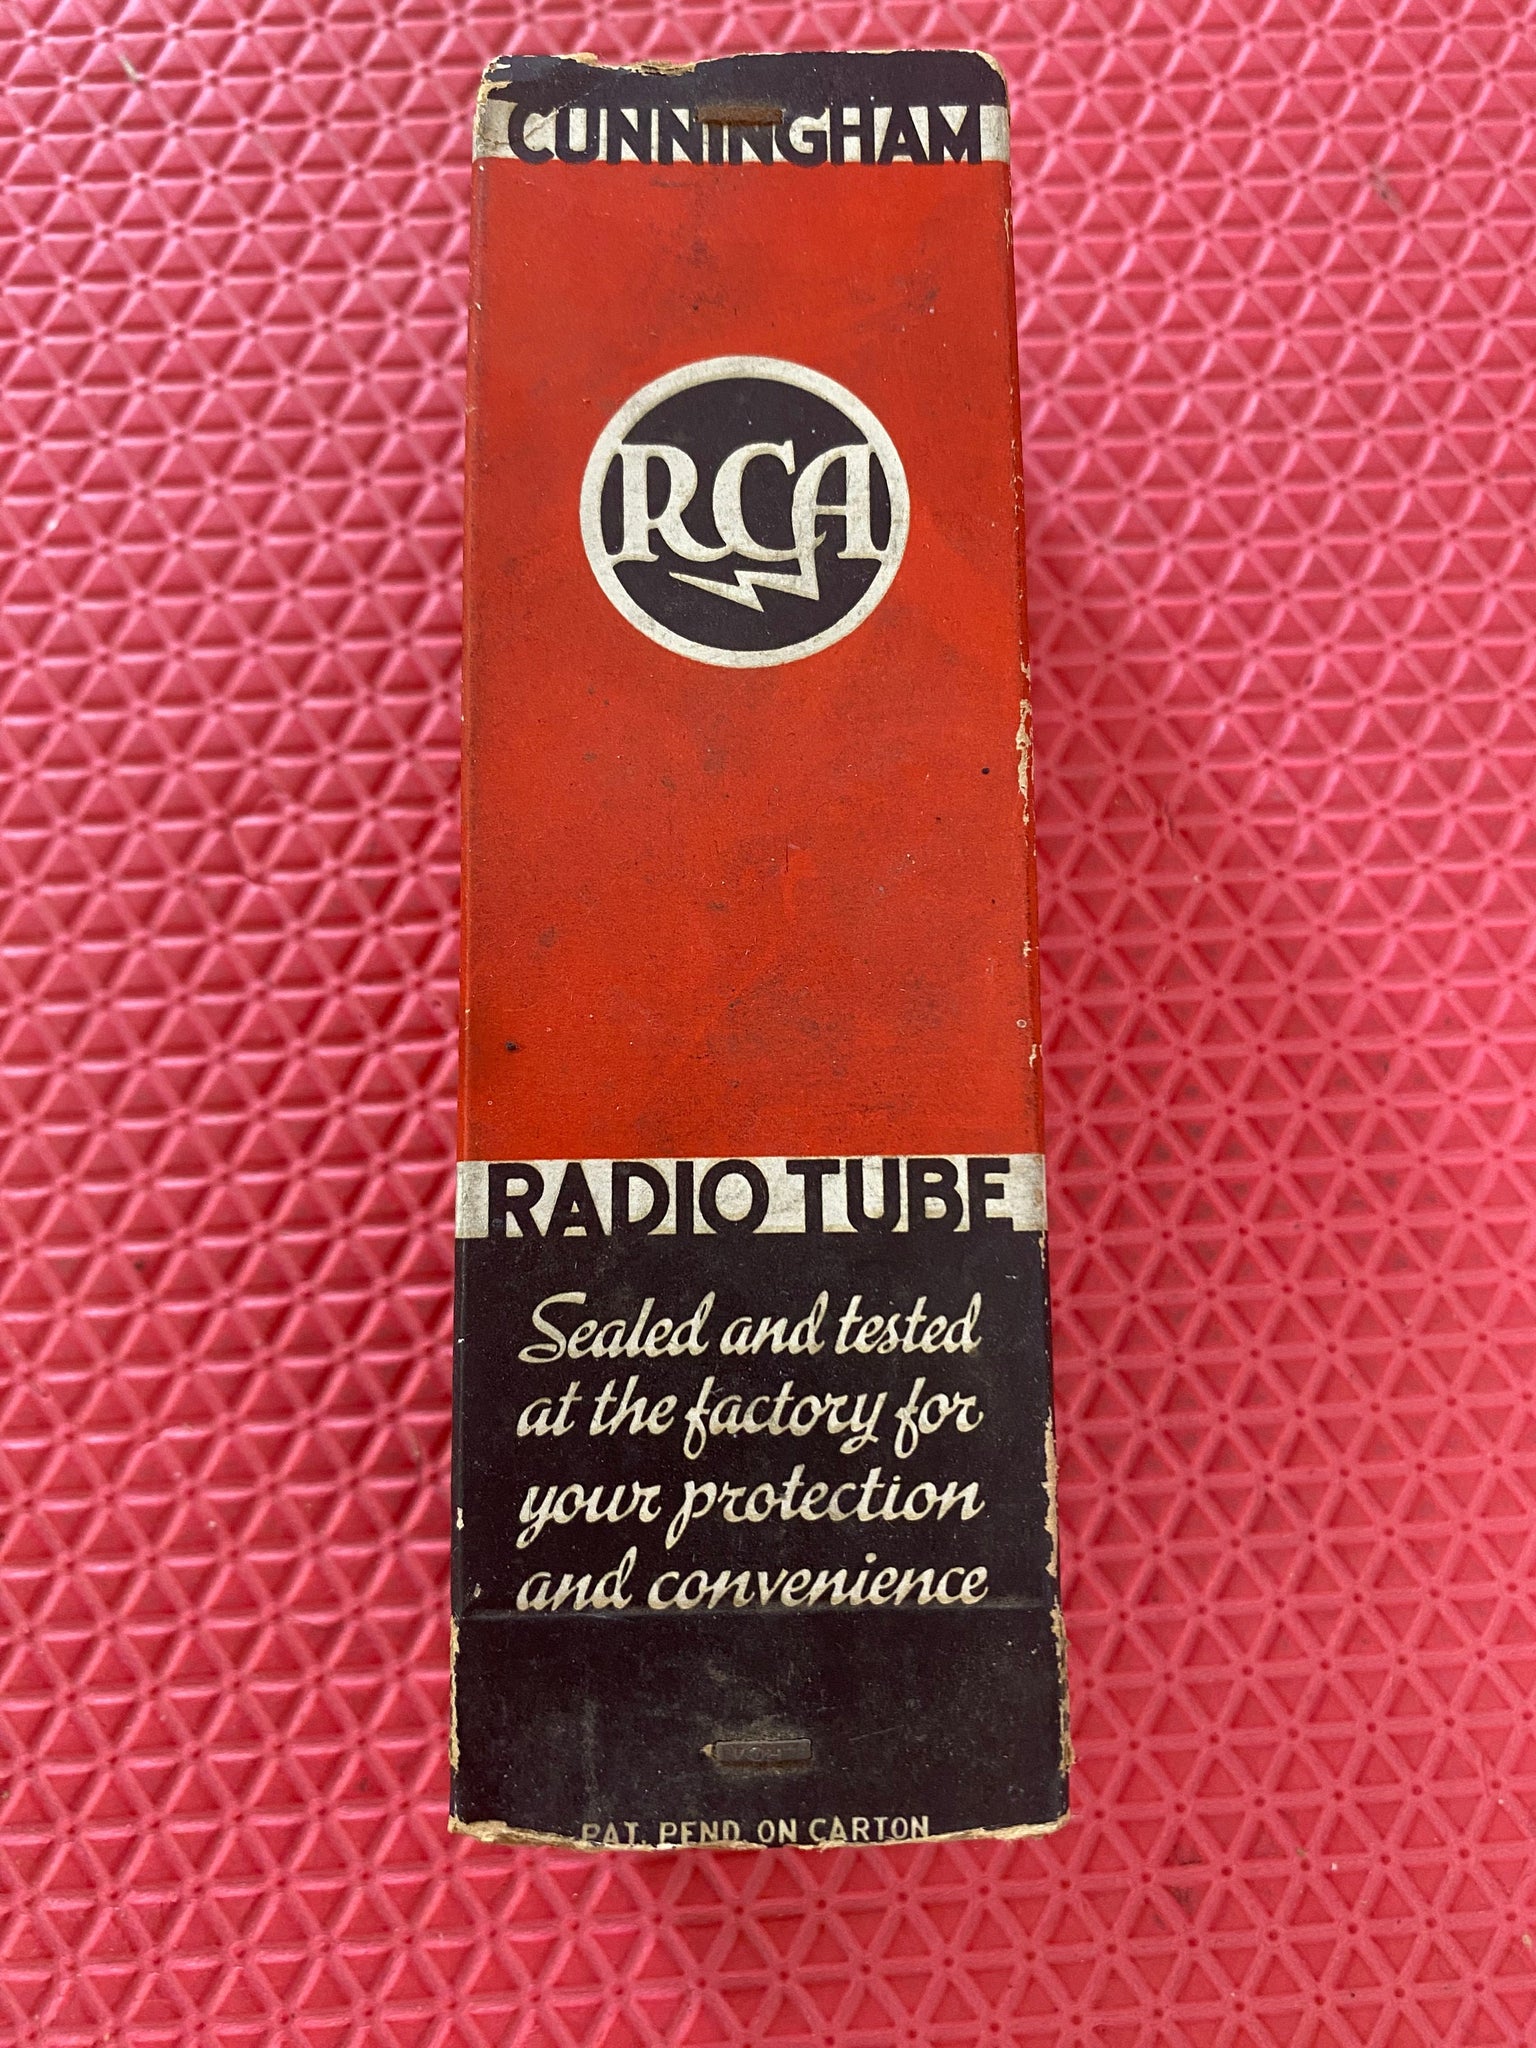 CUNNINGHAM
RCA
RADIO TUBE
Sealed and tested
at the factory for
your protection
and convenience
PAT. PEND. ON CARTON